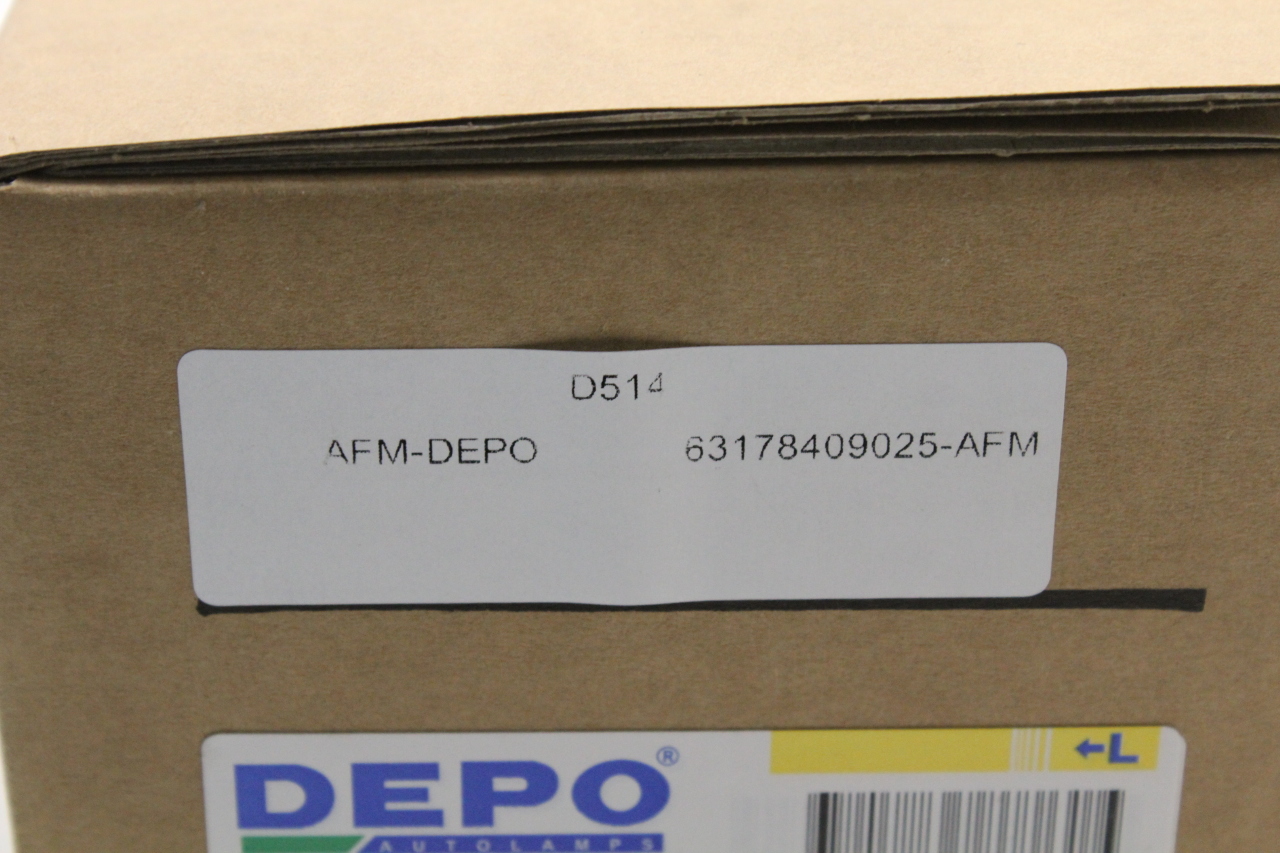 D514
AFM-DEPO 63178409025-AFM
DEPO®
AUTOLAMPS
←L